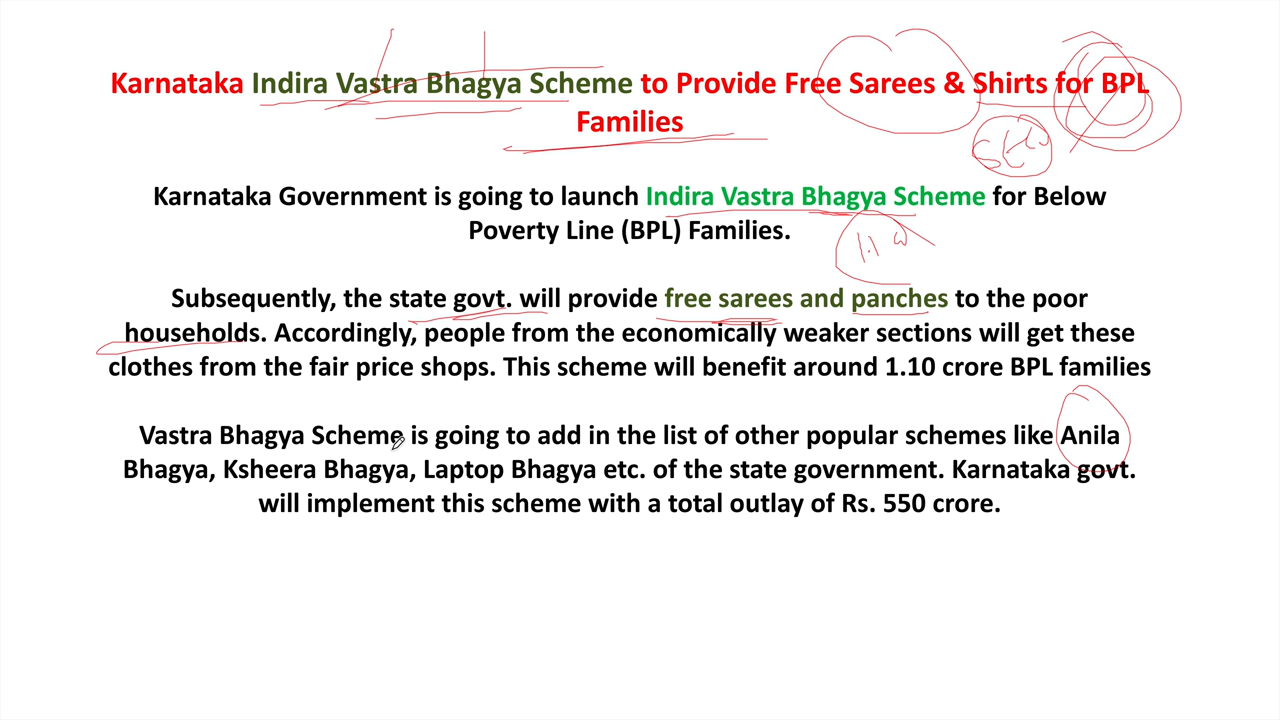 Karnataka Indira Vastra Bhagya Scheme to Provide Free Sarees & Shirts for BPL
Families
Karnataka Government is going to launch Indira Vastra Bhagya Scheme for Below
Poverty Line (BPL) Families.
Subsequently, the state govt. will provide free sarees and panches to the poor
households. Accordingly, people from the economically weaker sections will get these
clothes from the fair price shops. This scheme will benefit around 1.10 crore BPL families
Vastra Bhagya Scheme is going to add in the list of other popular schemes like Anila
Bhagya, Ksheera Bhagya, Laptop Bhagya etc. of the state government. Karnataka govt.
will implement this scheme with a total outlay of Rs. 550 crore.